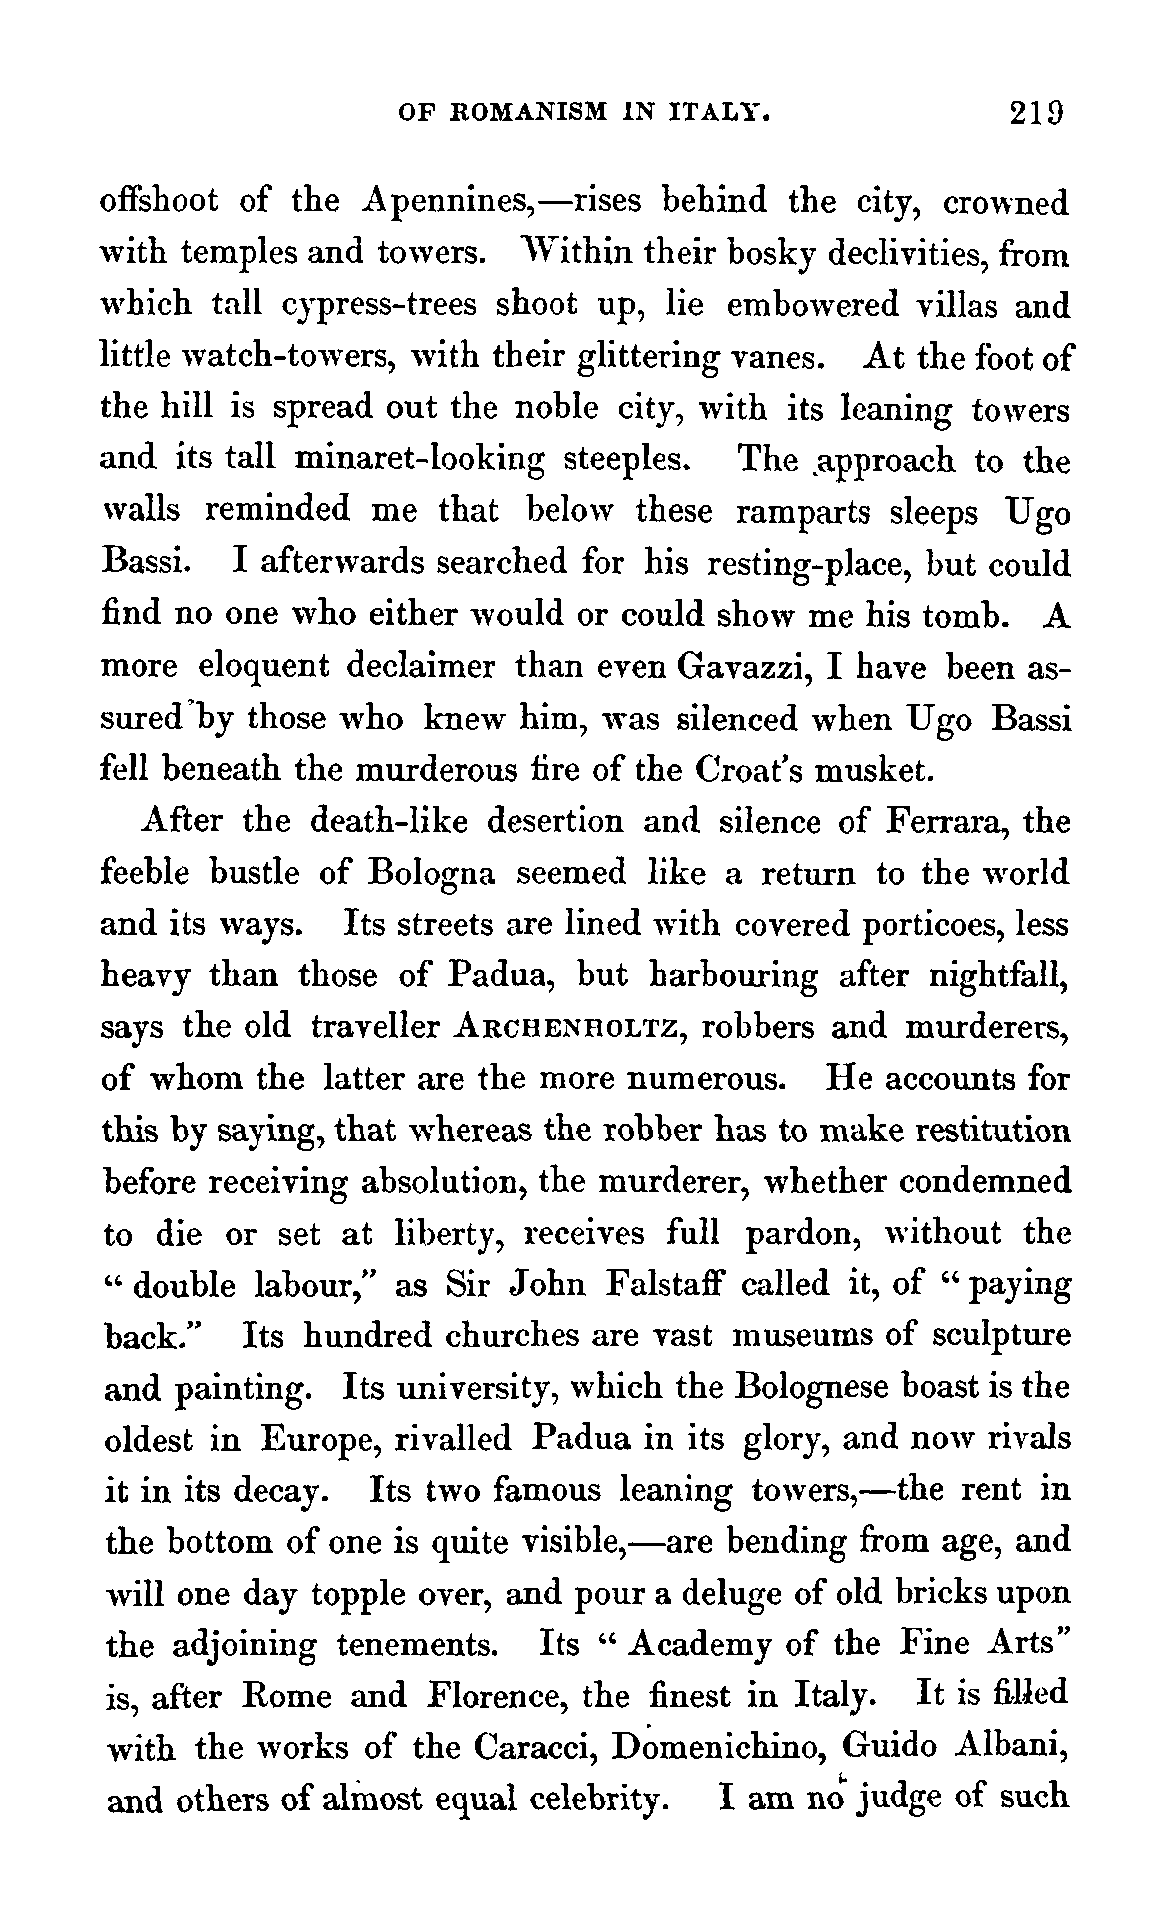 OF ROMANISM IN ITALY. 219
offshoot of the Apennines,—rises behind the city, crowned
with temples and towers. Within their bosky declivities, from
which tall cypress-trees shoot up, lie embowered villas and
little watch-towers, with their glittering vanes. At the foot of
the hill is spread out the noble city, with its leaning towers
and its tall minaret-looking steeples. The approach to the
walls reminded me that below these ramparts sleeps Ugo
Bassi. I afterwards searched for his resting-place, but could
find no one who either would or could show me his tomb. A
more eloquent declaimer than even Gavazzi, I have been as-
sured by those who knew him, was silenced when Ugo Bassi
fell beneath the murderous fire of the Croat's musket.
After the death-like desertion and silence of Ferrara, the
feeble bustle of Bologna seemed like a return to the world
and its ways. Its streets are lined with covered porticoes, less
heavy than those of Padua, but harbouring after nightfall,
says the old traveller ARCHENHOLTZ, robbers and murderers,
of whom the latter are the more numerous. He accounts for
this by saying, that whereas the robber has to make restitution
before receiving absolution, the murderer, whether condemned
to die or set at liberty, receives full pardon, without the
“ double labour,” as Sir John Falstaff called it, of “ paying
back.” Its hundred churches are vast museums of sculpture
and painting. Its university, which the Bolognese boast is the
oldest in Europe, rivalled Padua in its glory, and now rivals
it in its decay. Its two famous leaning towers,—the rent in
the bottom of one is quite visible,—are bending from age, and
will one day topple over, and pour a deluge of old bricks upon
the adjoining tenements. Its “ Academy of the Fine Arts”
is, after Rome and Florence, the finest in Italy. It is filled
with the works of the Caracci, Domenichino, Guido Albani,
and others of almost equal celebrity. I am no judge of such